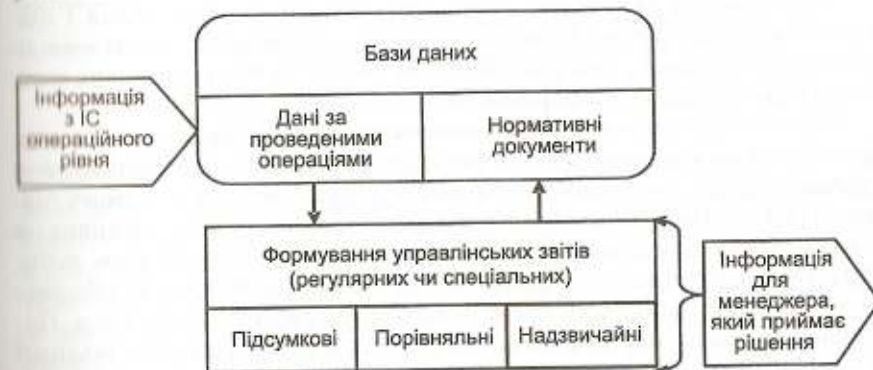 Бази даних
Інформація
з ІС
операційного
рівня
Дані за
проведеними
операціями
Нормативні
документи
Формування управлінських звітів
(регулярних чи спеціальних)
Підсумкові
Порівняльні
Надзвичайні
Інформація
для
менеджера,
який приймає
рішення